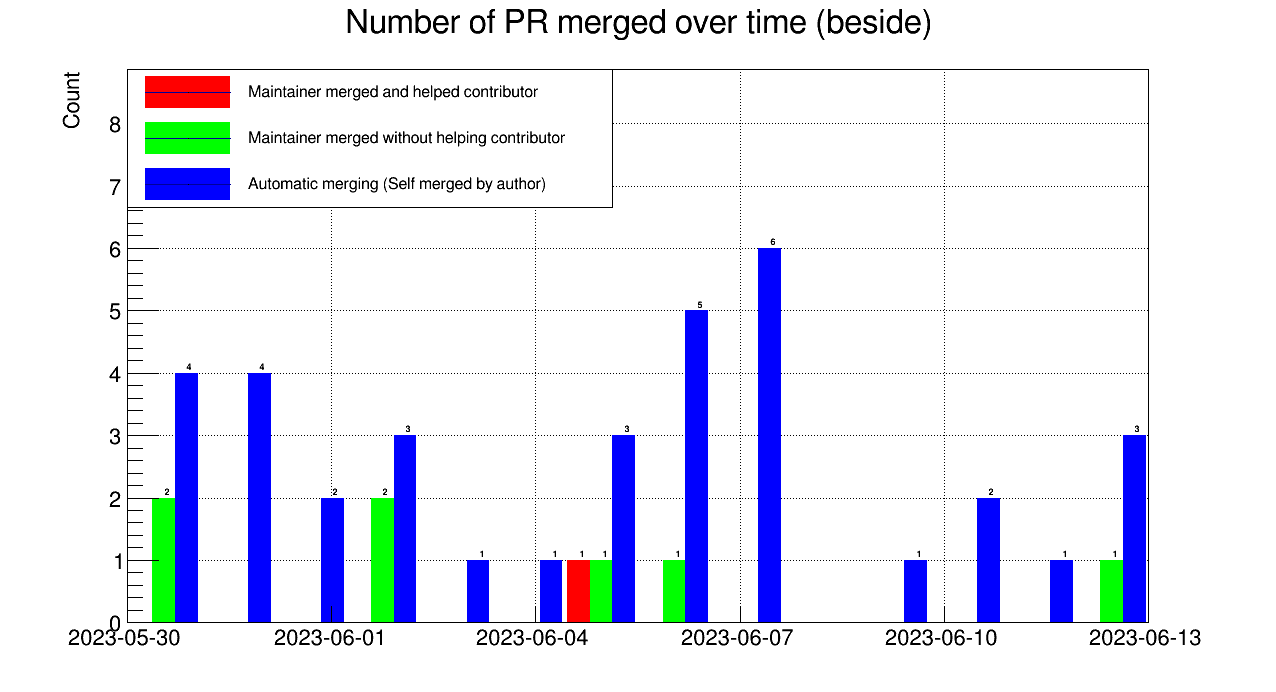 Number of PR merged over time (beside)
Count
Maintainer merged and helped contributor
Maintainer merged without helping contributor
Automatic merging (Self merged by author)
8
7
6
5
4
3
2
1
0
2 4 4 2 2 3 1 1 1 1 3 1 5 6 1 2 1 1 3
2023-05-30 2023-06-01 2023-06-04 2023-06-07 2023-06-10 2023-06-13